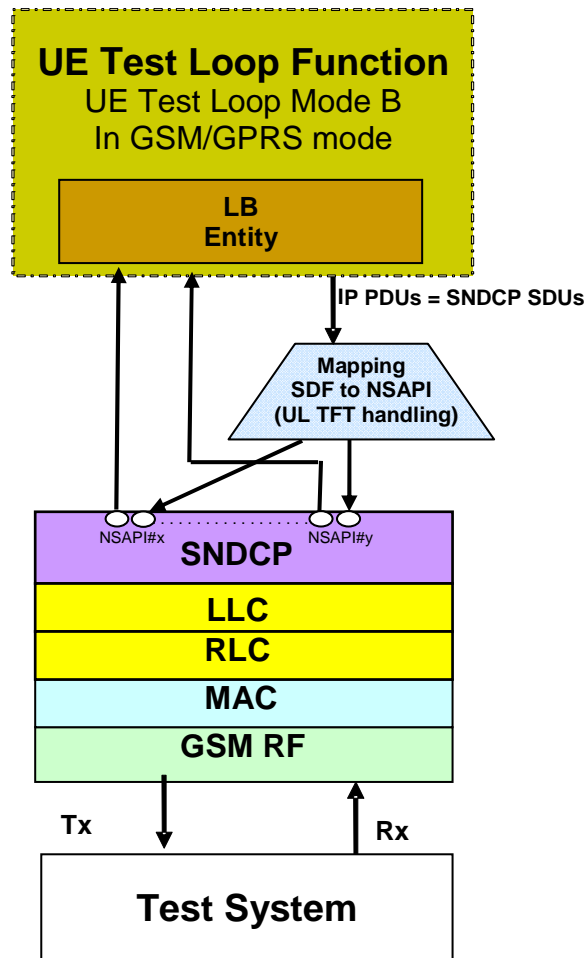 UE Test Loop Function
UE Test Loop Mode B
In GSM/GPRS mode
LB
Entity
IP PDUs = SNDCP SDUs
Mapping
SDF to NSAPI
(UL TFT handling)
NSAPI#x
NSAPI#y
SNDCP
LLC
RLC
MAC
GSM RF
Tx
Rx
Test System